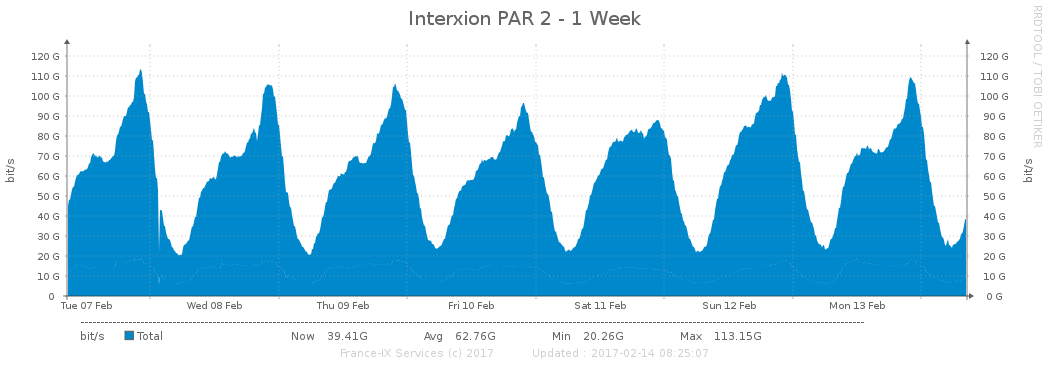 Interxion PAR 2 - 1 Week
RRDTOOL / TOBI OETIKER
bit/s
120 G 120 G
110 G 110 G
100 G 100 G
90 G 90 G
80 G 80 G
70 G 70 G
60 G 60 G
50 G 50 G
40 G 40 G
30 G 30 G
20 G 20 G
10 G 10 G
0 0 G
bit/s
Tue 07 Feb Wed 08 Feb Thu 09 Feb Fri 10 Feb Sat 11 Feb Sun 12 Feb Mon 13 Feb
bit/s Total Now 39.41G Avg 62.76G Min 20.26G Max 113.15G
France-IX Services (c) 2017 Updated : 2017-02-14 08:25:07